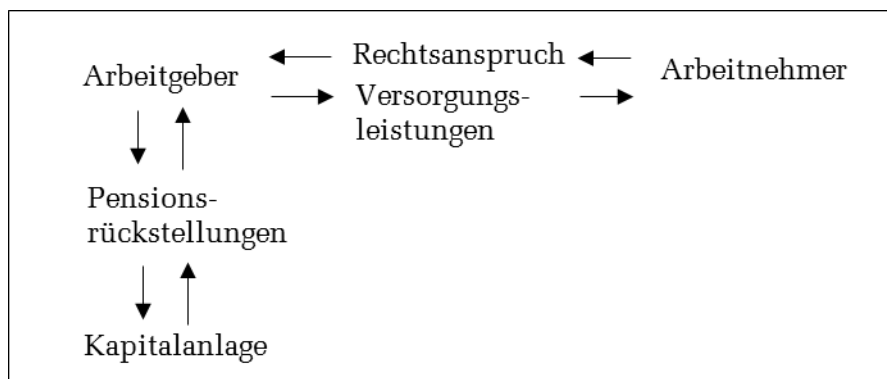 Rechtsanspruch
Arbeitgeber
Arbeitnehmer
Versorgungs-
leistungen
Pensions-
rückstellungen
Kapitalanlage